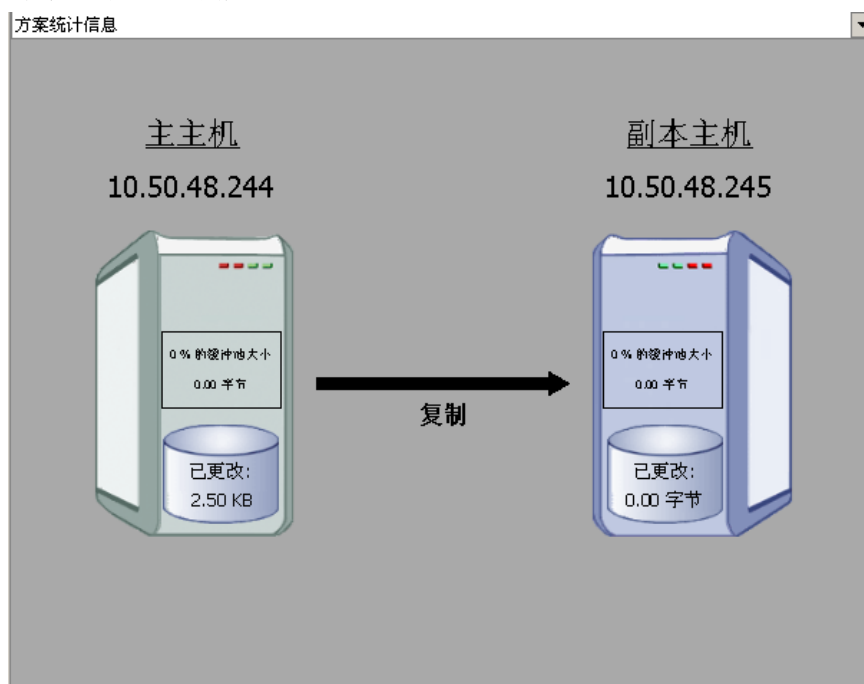 方案统计信息
主主机
副本主机
10.50.48.244
10.50.48.245
0 % 的缓冲池大小
0.00 字节
0 % 的缓冲池大小
0.00 字节
复制
已更改:
2.50 KB
已更改:
0.00 字节